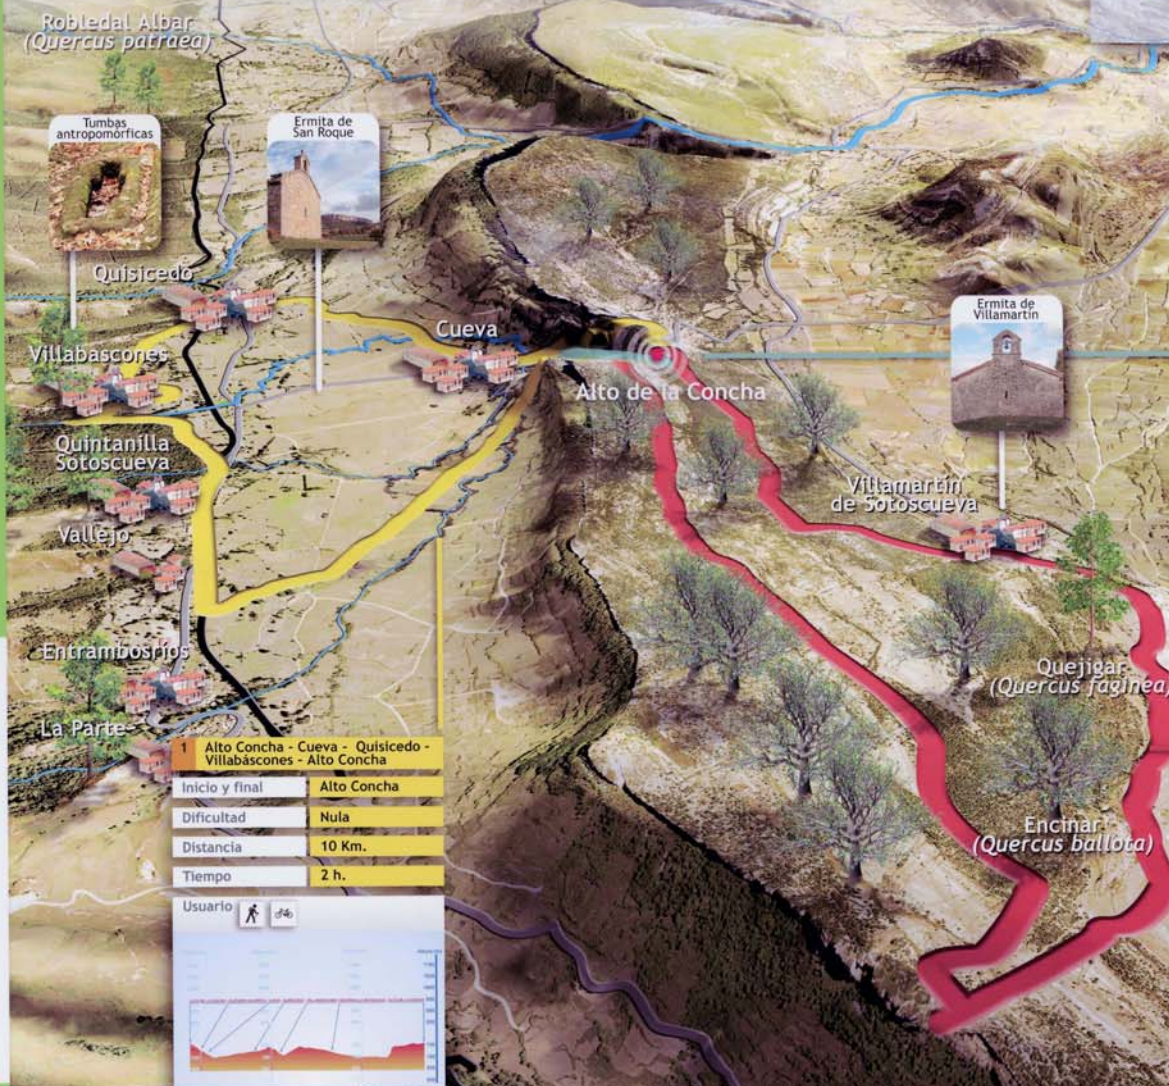 Robledal Albar
(Quercus patraea)
Tumbas
antropomórficas
Ermita de
San Roque
Quisicedo
Cueva
Ermita de
Villamartín
Villabascones
Alto de la Concha
Quintanilla
Sotoscueva
Villamartín
de Sotoscueva
Vallejo
Entrambosríos
Quejigar
(Quercus faginea)
La Parte
1 Alto Concha - Cueva - Quisicedo -
Villabáscones - Alto Concha
Inicio y final Alto Concha
Dificultad Nula
Encinar
(Quercus ballota)
Distancia 10 Km.
Tiempo 2 h.
Usuario